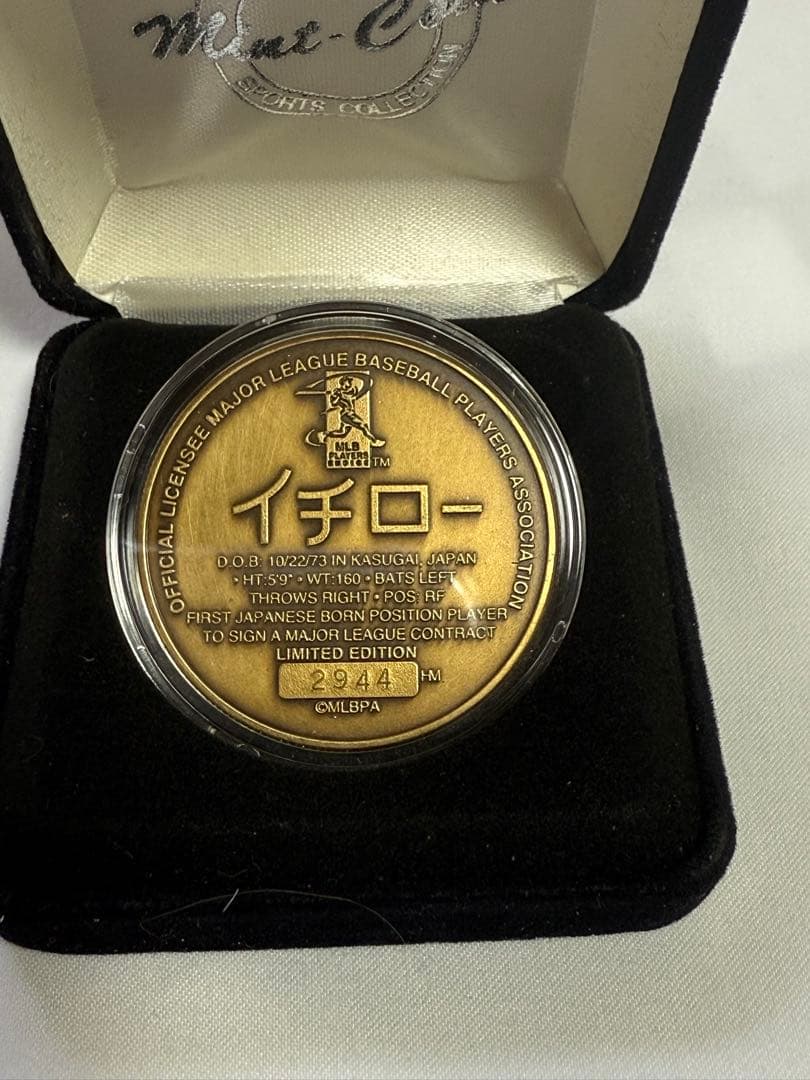 Mint-Coin
SPORTS COLLECTION
OFFICIAL LICENSEE MAJOR LEAGUE BASEBALL PLAYERS ASSOCIATION
MLB
PLAYERS
CHOICE TM
イチロー
D.O.B: 10/22/73 IN KASUGAI, JAPAN
• HT:5'9" • WT:160 • BATS LEFT
THROWS RIGHT • POS: RF
FIRST JAPANESE BORN POSITION PLAYER
TO SIGN A MAJOR LEAGUE CONTRACT
LIMITED EDITION
2944 HM
©MLBPA